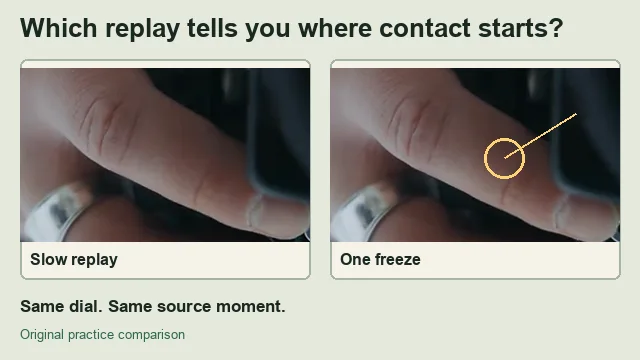 Which replay tells you where contact starts?
Slow replay
One freeze
Same dial. Same source moment.
Original practice comparison